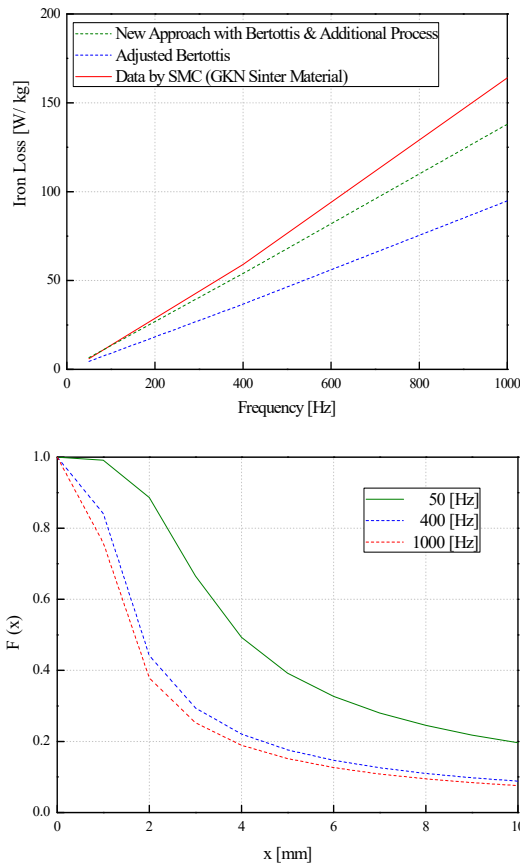 New Approach with Bertottis & Additional Process
Adjusted Bertottis
Data by SMC (GKN Sinter Material)
Iron Loss [W/ kg]
200
150
100
50
0
0 200 400 600 800 1000
Frequency [Hz]
50 [Hz]
400 [Hz]
1000 [Hz]
F (x)
1.0
0.8
0.6
0.4
0.2
0.0
0 2 4 6 8 10
x [mm]